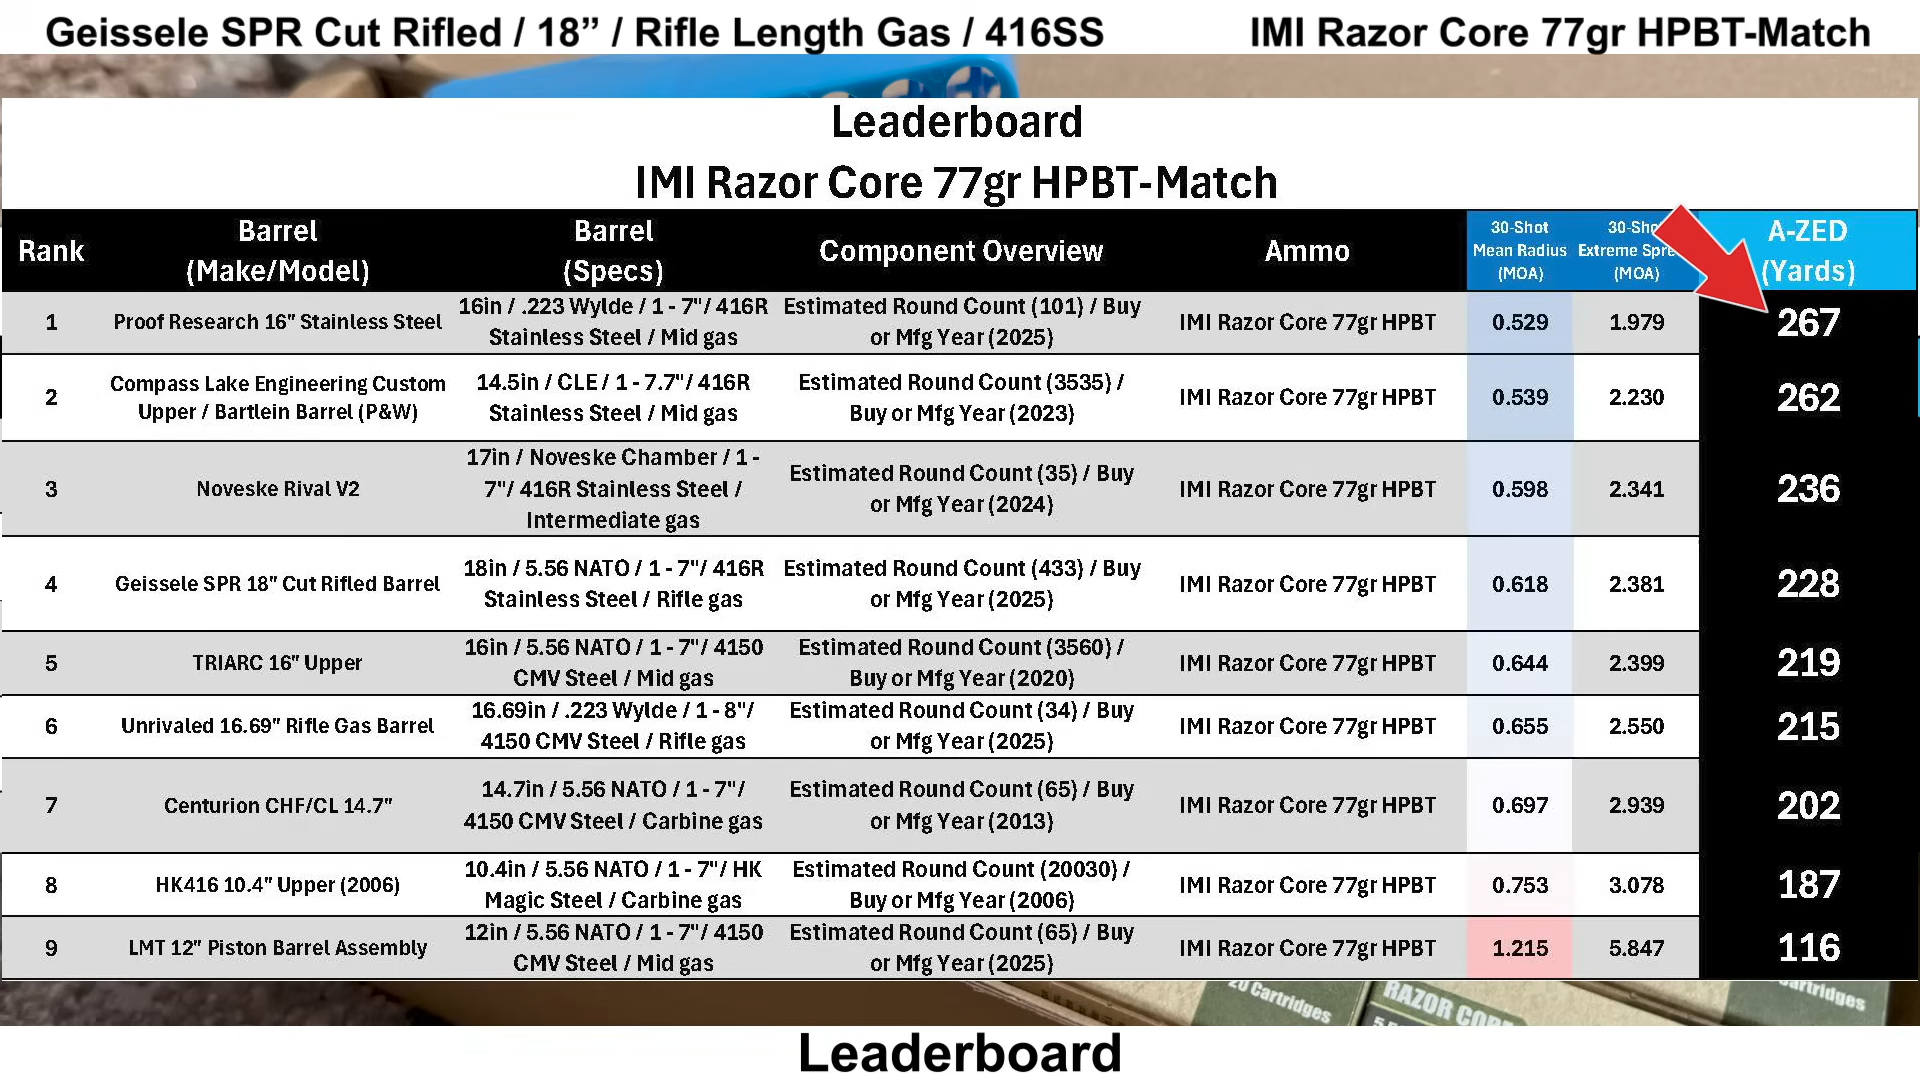 Geissele SPR Cut Rifled / 18” / Rifle Length Gas / 416SS
IMI Razor Core 77gr HPBT-Match
Leaderboard
IMI Razor Core 77gr HPBT-Match
Rank
Barrel
(Make/Model)
Barrel
(Specs)
Component Overview
Ammo
30-Shot
Mean Radius
(MOA)
Extreme
(MOA)
A-ZED
(Yards)
1
Proof Research 16" Stainless Steel
16in / .223 Wylde / 1 - 7"/ 416R
Stainless Steel / Mid gas
Estimated Round Count (101) / Buy
or Mfg Year (2025)
IMI Razor Core 77gr HPBT
0.529
1.979
267
2
Compass Lake Engineering Custom
Upper / Bartlein Barrel (P&W)
14.5in / CLE / 1 - 7.7"/ 416R
Stainless Steel / Mid gas
Estimated Round Count (3535) /
Buy or Mfg Year (2023)
IMI Razor Core 77gr HPBT
0.539
2.230
262
3
Noveske Rival V2
17in / Noveske Chamber / 1 -
7"/ 416R Stainless Steel /
Intermediate gas
Estimated Round Count (35) / Buy
or Mfg Year (2024)
IMI Razor Core 77gr HPBT
0.598
2.341
236
4
Geissele SPR 18" Cut Rifled Barrel
18in / 5.56 NATO / 1 - 7"/ 416R
Stainless Steel / Rifle gas
Estimated Round Count (433) / Buy
or Mfg Year (2025)
IMI Razor Core 77gr HPBT
0.618
2.381
228
5
TRIARC 16" Upper
16in / 5.56 NATO / 1 - 7"/ 4150
CMV Steel / Mid gas
Estimated Round Count (3560) /
Buy or Mfg Year (2020)
IMI Razor Core 77gr HPBT
0.644
2.399
219
6
Unrivaled 16.69" Rifle Gas Barrel
16.69in / .223 Wylde / 1 - 8"/
4150 CMV Steel / Rifle gas
Estimated Round Count (34) / Buy
or Mfg Year (2025)
IMI Razor Core 77gr HPBT
0.655
2.550
215
7
Centurion CHF/CL 14.7"
14.7in / 5.56 NATO / 1 - 7"/
4150 CMV Steel / Carbine gas
Estimated Round Count (65) / Buy
or Mfg Year (2013)
IMI Razor Core 77gr HPBT
0.697
2.939
202
8
HK416 10.4" Upper (2006)
10.4in / 5.56 NATO / 1 - 7"/ HK
Magic Steel / Carbine gas
Estimated Round Count (20030) /
Buy or Mfg Year (2006)
IMI Razor Core 77gr HPBT
0.753
3.078
187
9
LMT 12" Piston Barrel Assembly
12in / 5.56 NATO / 1 - 7"/ 4150
CMV Steel / Mid gas
Estimated Round Count (65) / Buy
or Mfg Year (2025)
IMI Razor Core 77gr HPBT
1.215
5.847
116
20 Cartridges
RAZOR CORE
Leaderboard